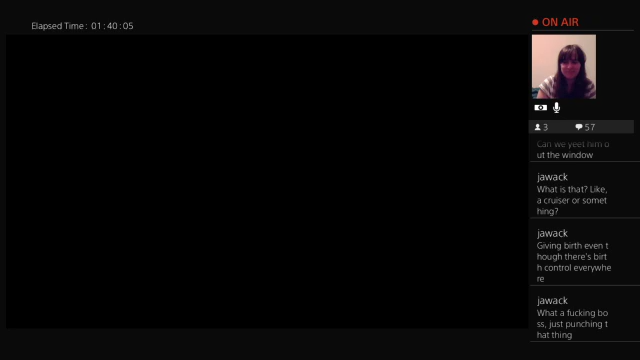 Elapsed Time : 01:40:05
ON AIR
3
57
Can we yeet him o
ut the window
jawack
What is that? Like,
a cruiser or somet
hing?
jawack
Giving birth even t
hough there's birt
h control everywhe
re
jawack
What a fucking bo
ss, just punching t
hat thing